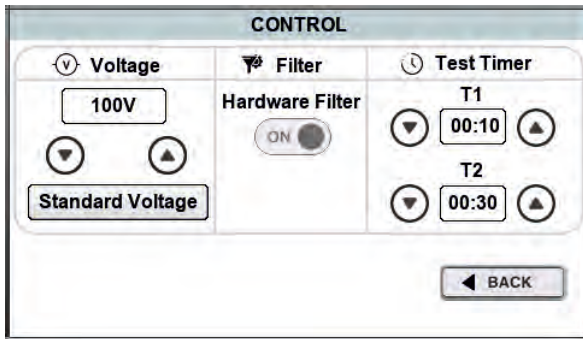 CONTROL
Voltage
100V
Standard Voltage
Filter
Hardware Filter
ON
Test Timer
T1
00:10
T2
00:30
BACK